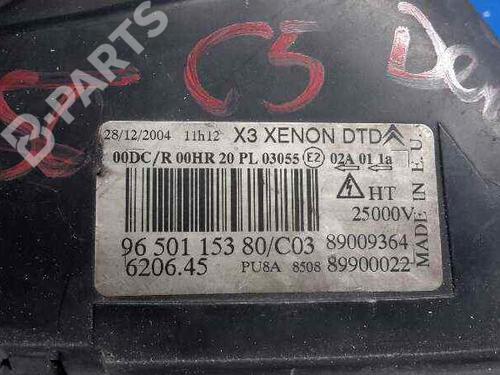 B-PARTS
C5
28/12/2004 11h12 X3 XENON DTD
00DC/R 00HR 20 PL 03055 E2 02A 01 1a
HT
25000V
MADE IN E.U.
96 501 153 80/C03 89009364
6206.45 PU8A 8508 89900022